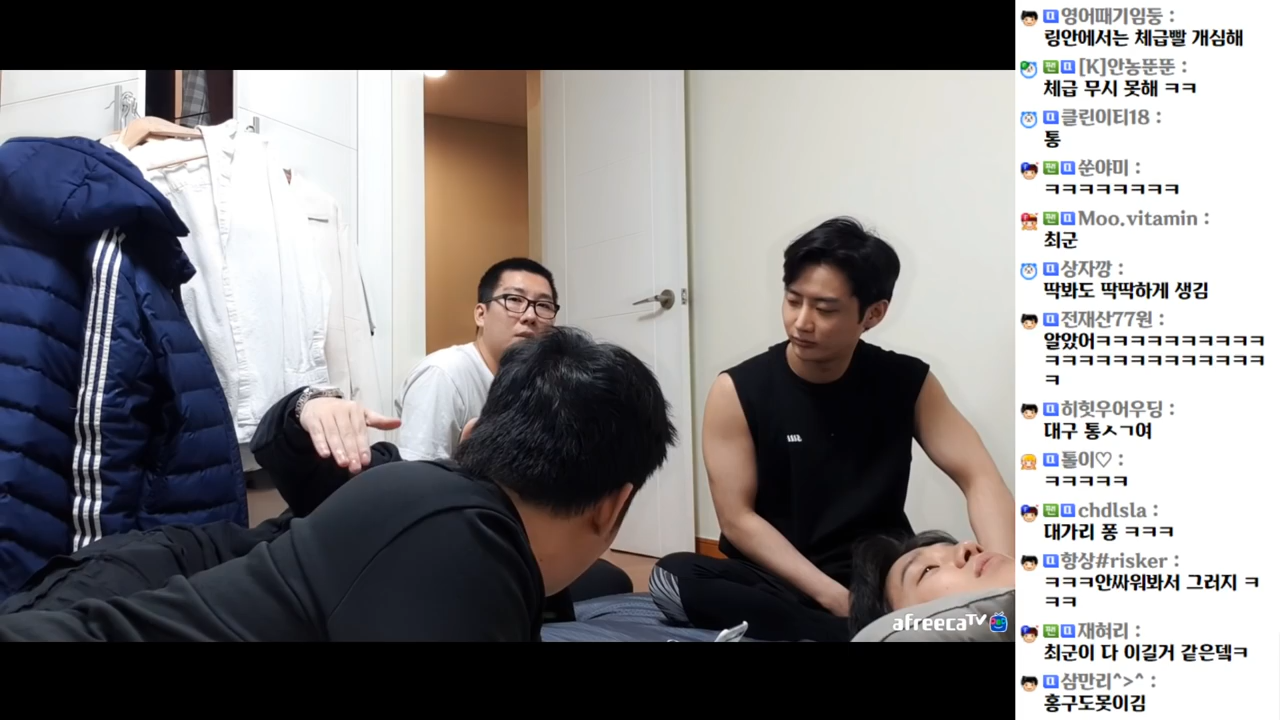 영어때기임둥 :
링안에서는 체급빨 개심해
[K]안농뚠뚠 :
체급 무시 못해 ㅋㅋ
클린이티18 :
통
쑨야미 :
ㅋㅋㅋㅋㅋㅋㅋㅋ
Moo.vitamin :
최군
상자깡 :
딱봐도 딱딱하게 생김
전재산77원 :
알았어ㅋㅋㅋㅋㅋㅋㅋㅋㅋㅋ
ㅋㅋㅋㅋㅋㅋㅋㅋㅋㅋㅋㅋㅋ
ㅋ
히힛우어우딩 :
대구 통ㅅㄱ여
톨이♡ :
ㅋㅋㅋㅋㅋ
chdlsla :
대가리 퐁 ㅋㅋㅋ
항상#risker :
ㅋㅋㅋ안싸워봐서 그러지 ㅋ
ㅋㅋ
재혀리 :
최군이 다 이길거 같은뎈ㅋ
삼만리^>^ :
홍구도못이김
afreecaTV